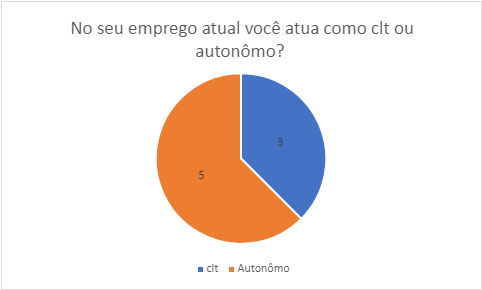 No seu emprego atual você atua como clt ou
autonômo?
3
5
clt Autonômo